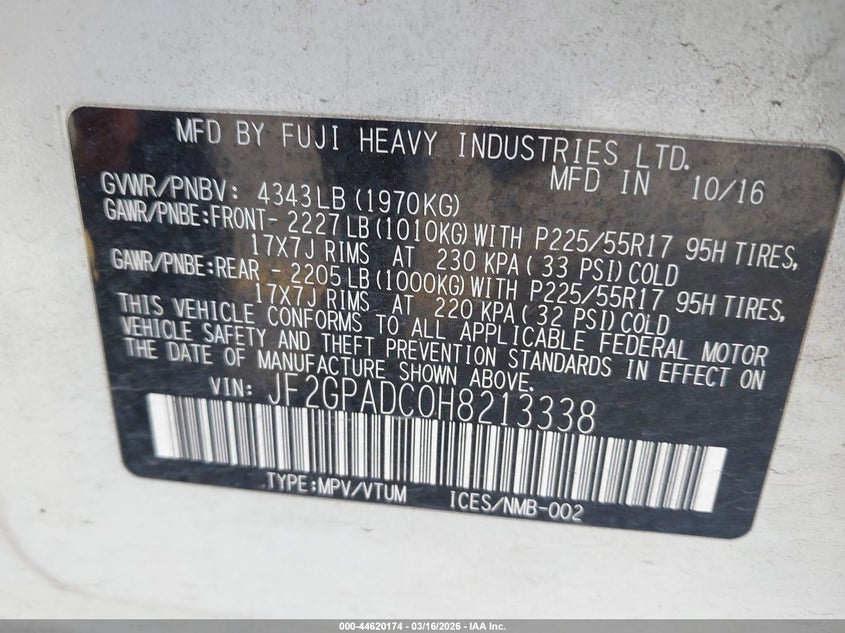 MFD BY FUJI HEAVY INDUSTRIES LTD.
MFD IN 10/16
GVWR/PNBV: 4343LB (1970KG)
GAWR/PNBE:FRONT- 2227LB (1010KG) WITH P225/55R17 95H TIRES,
17X7J RIMS AT 230 KPA (33 PSI) COLD
GAWR/PNBE:REAR - 2205LB (1000KG) WITH P225/55R17 95H TIRES,
17X7J RIMS AT 220 KPA (32 PSI) COLD
THIS VEHICLE CONFORMS TO ALL APPLICABLE FEDERAL MOTOR
VEHICLE SAFETY AND THEFT PREVENTION STANDARDS IN EFFECT ON
THE DATE OF MANUFACTURE SHOWN ABOVE.
VIN: JF2GPADC0H8213338
TYPE:MPV/VTUM ICES/NMB-002
000-44620174 - 03/16/2026 - IAA Inc.